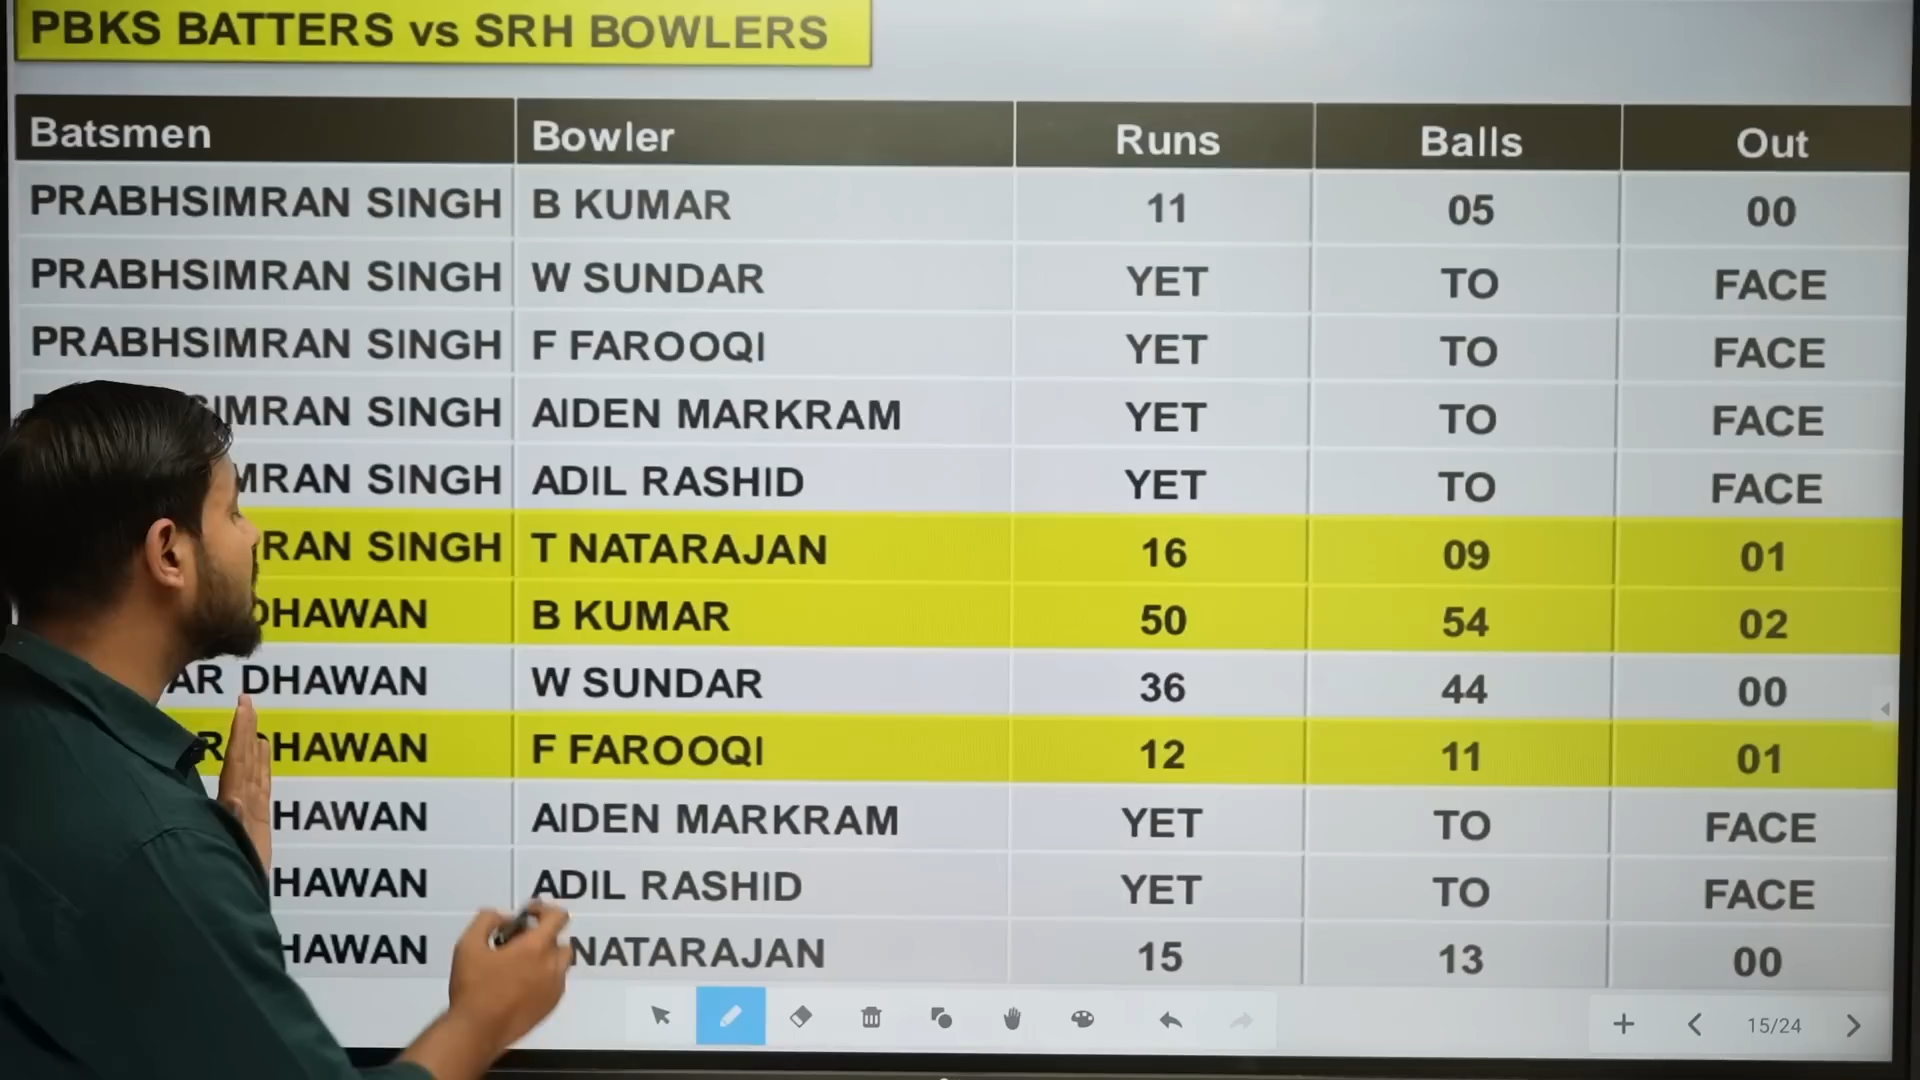 PBKS BATTERS vs SRH BOWLERS
Batsmen Bowler Runs Balls Out
PRABHSIMRAN SINGH B KUMAR 11 05 00
PRABHSIMRAN SINGH W SUNDAR YET TO FACE
PRABHSIMRAN SINGH F FAROOQI YET TO FACE
SINGH AIDEN MARKRAM YET TO FACE
SINGH ADIL RASHID YET TO FACE
SINGH T NATARAJAN 16 09 01
DHAWAN B KUMAR 50 54 02
DHAWAN W SUNDAR 36 44 00
DHAWAN F FAROOQI 12 11 01
HAWAN AIDEN MARKRAM YET TO FACE
HAWAN ADIL RASHID YET TO FACE
HAWAN NATARAJAN 15 13 00
15/24